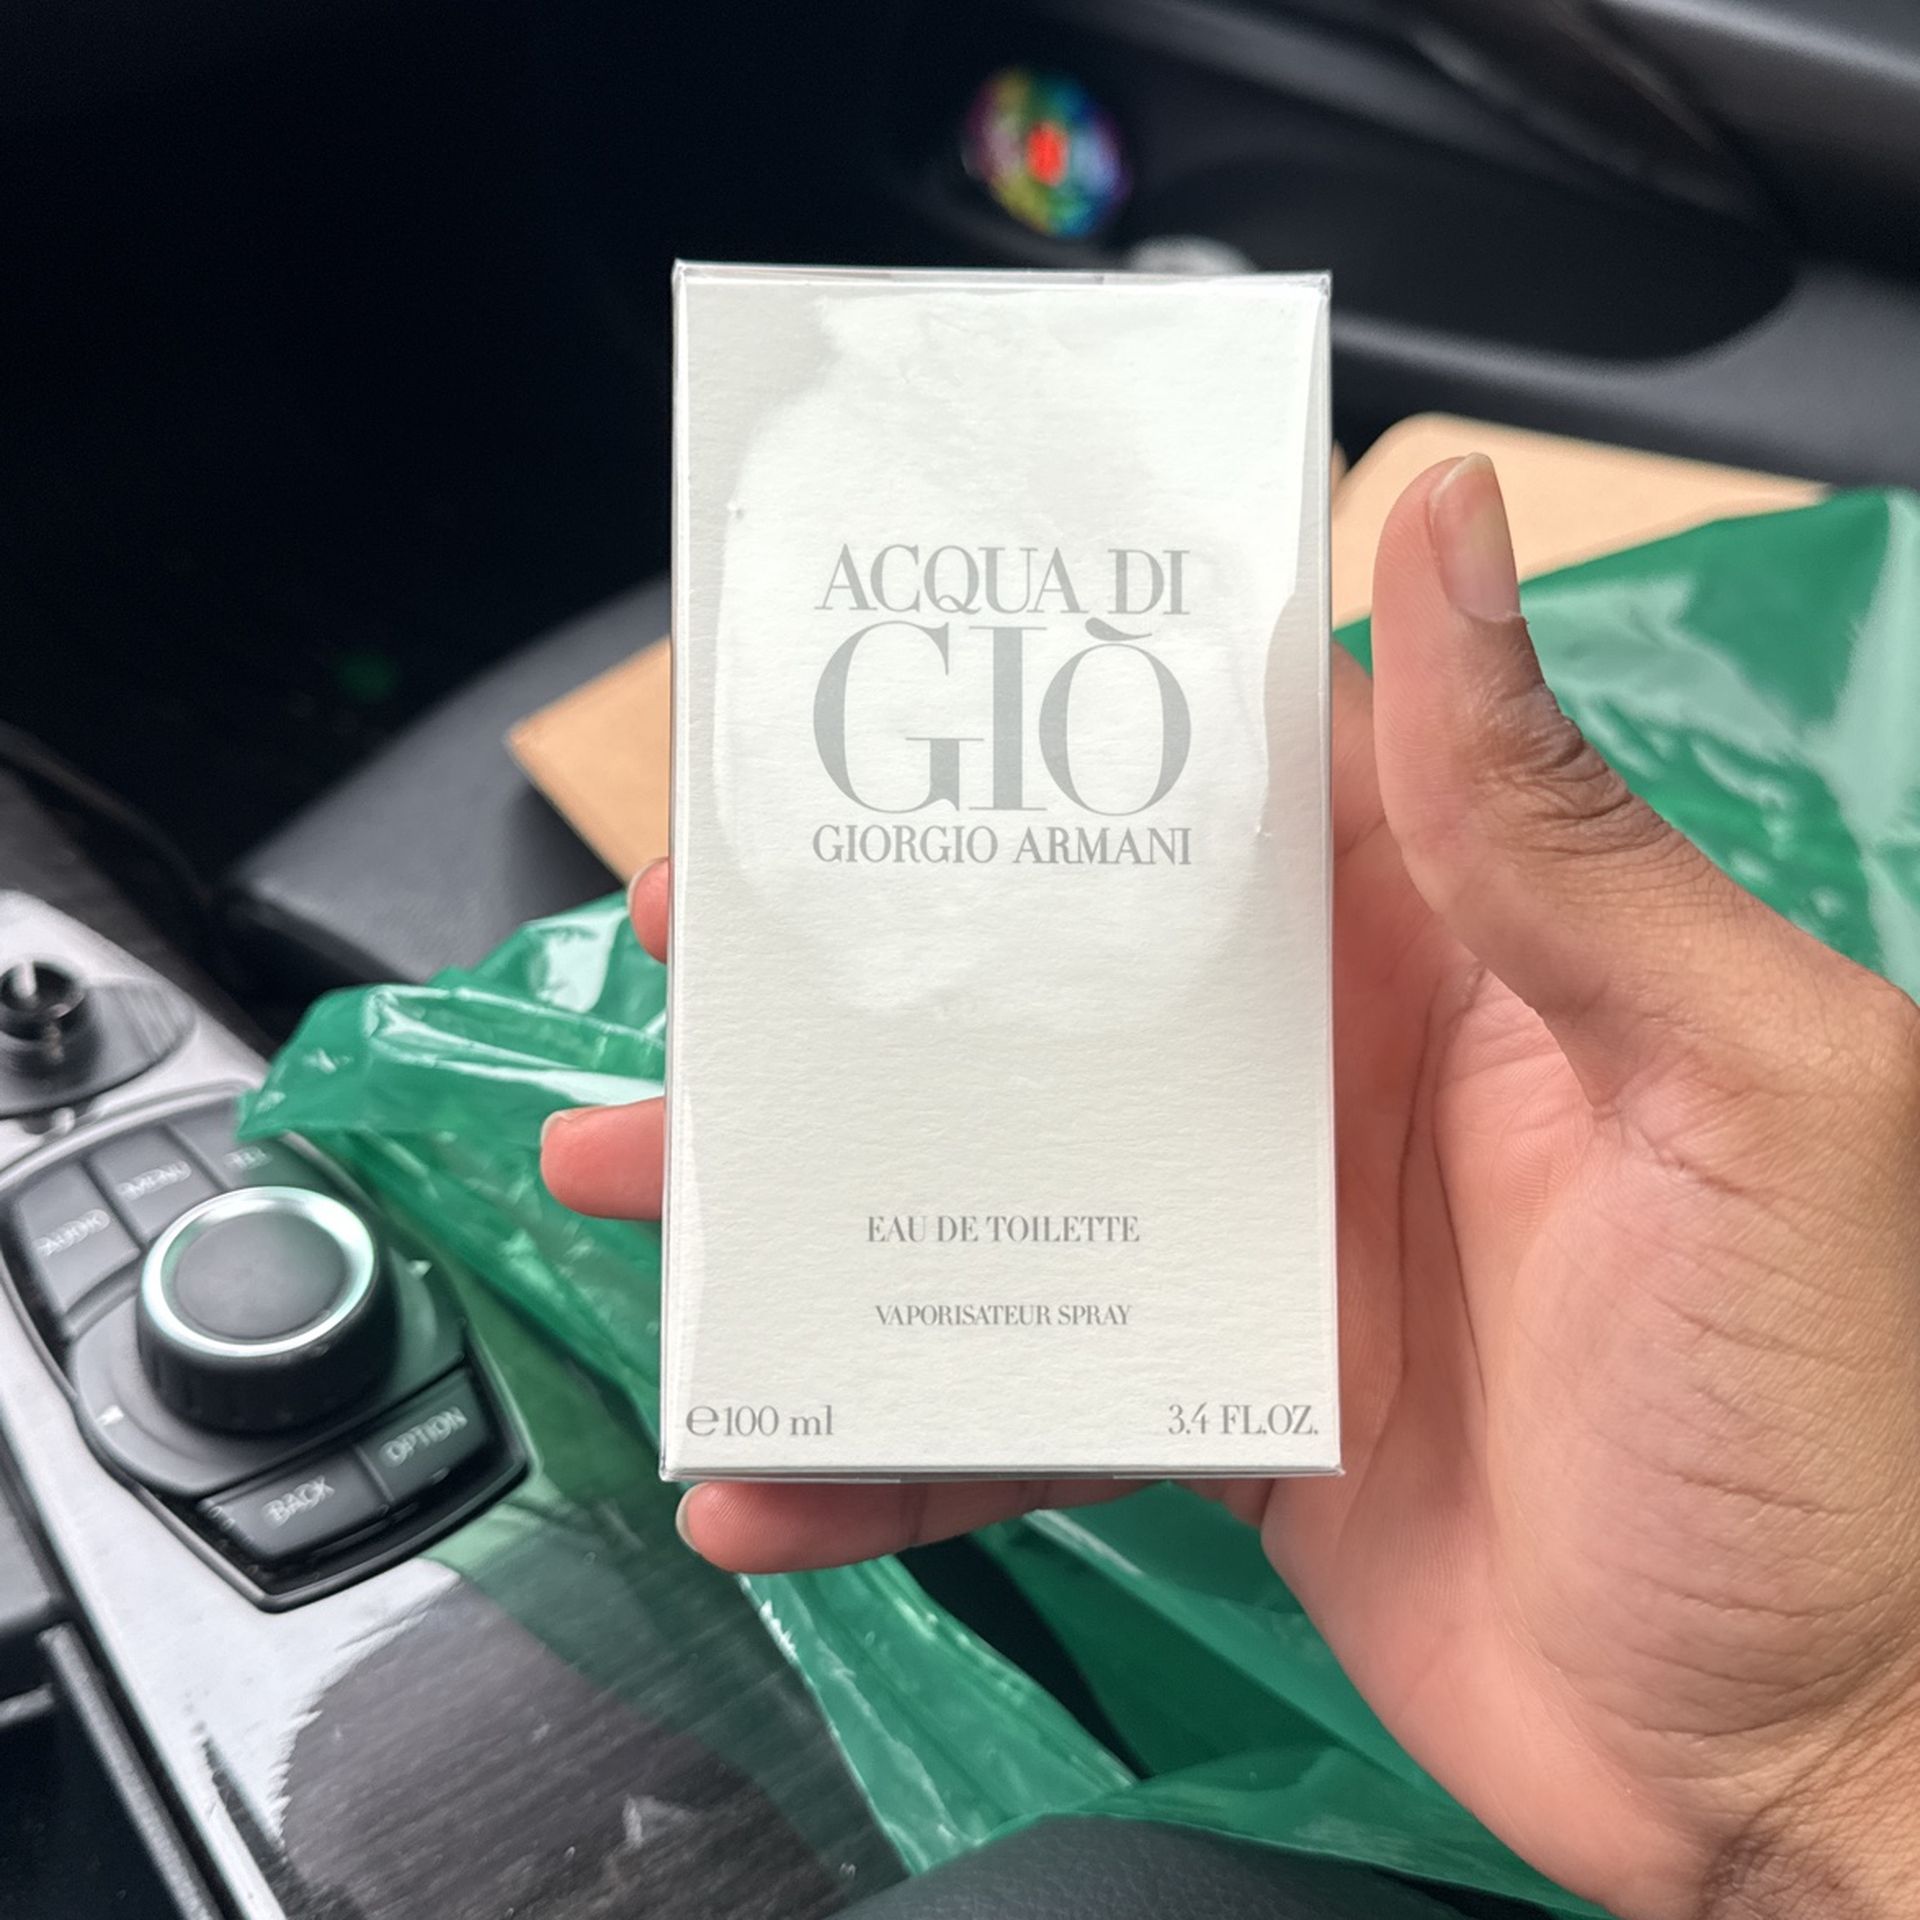 ACQUA DI
GIÒ
GIORGIO ARMANI
EAU DE TOILETTE
VAPORISATEUR SPRAY
℮100 ml
3.4 FL.OZ.
MENU
TEL
AUDIO
OPTION
BACK